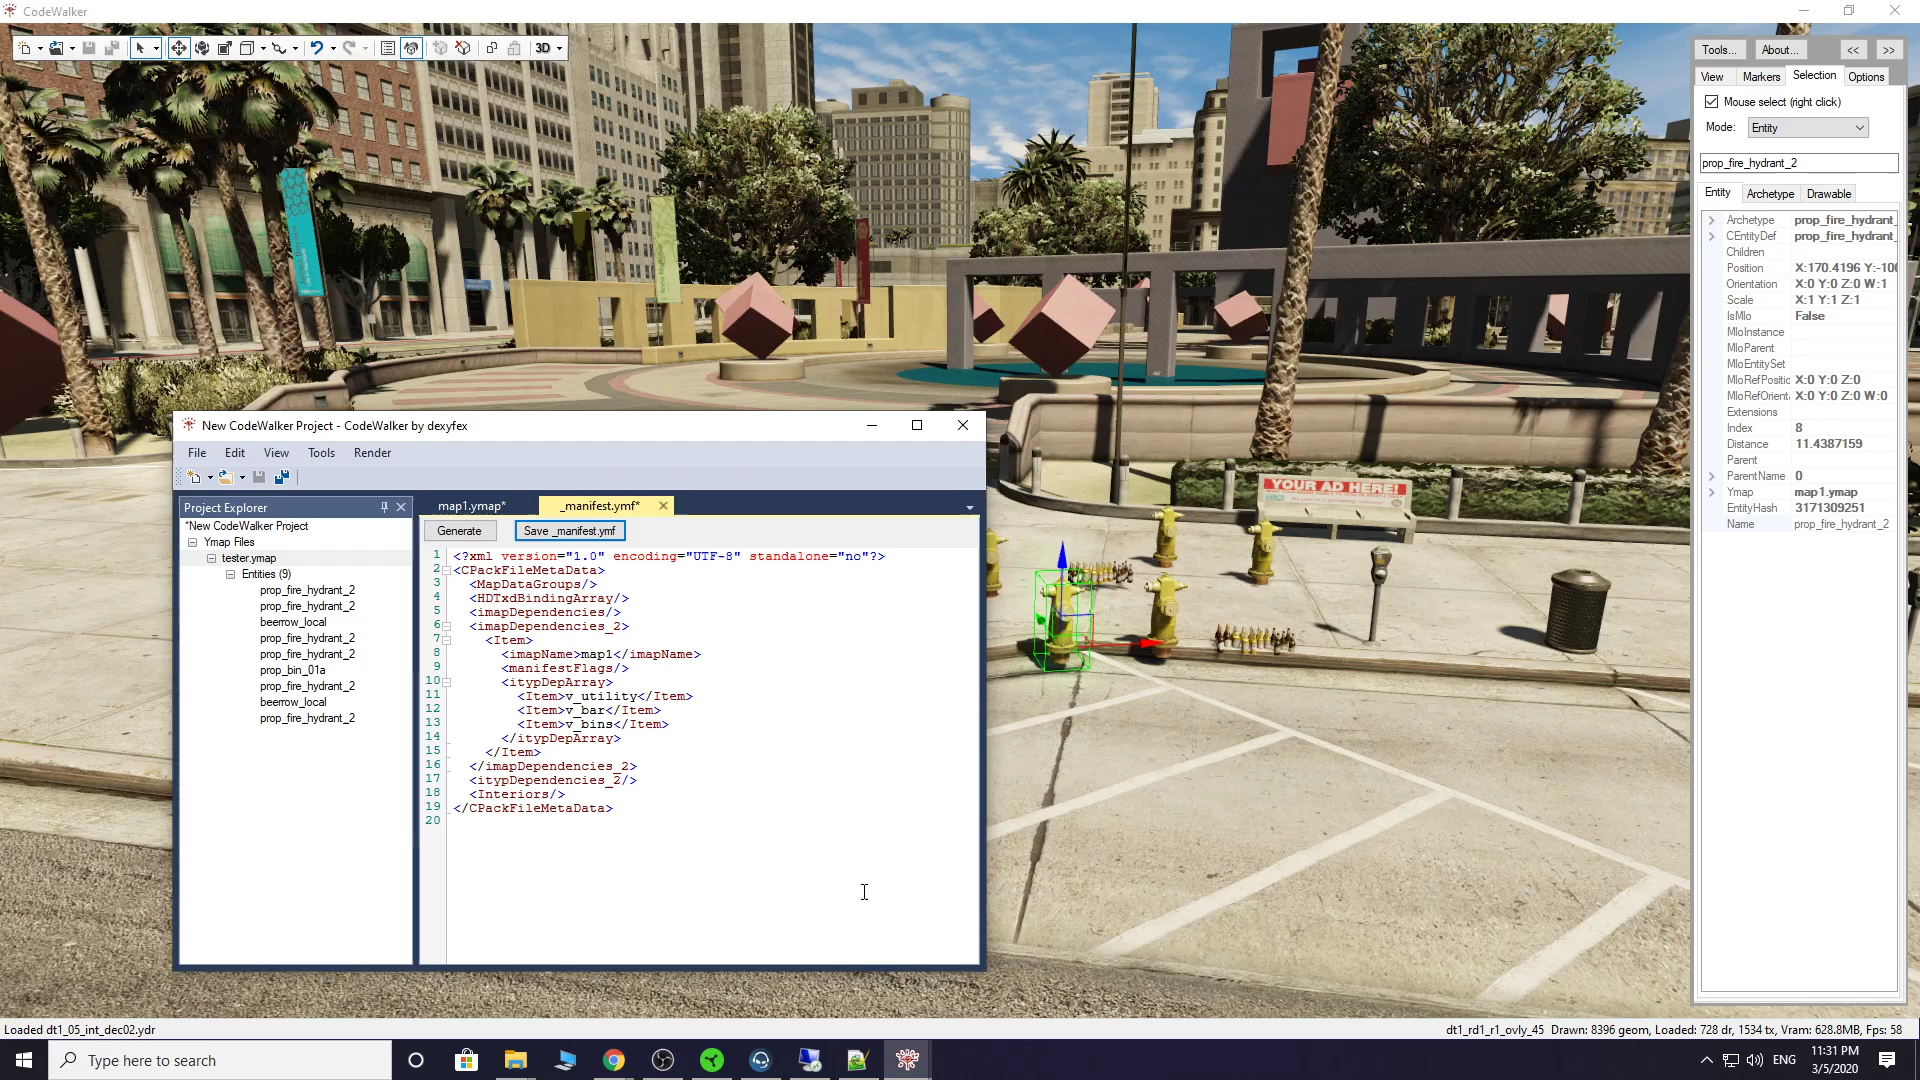 CodeWalker
3D
Tools...
About...
<<
>>
View
Markers
Selection
Options
Mouse select (right click)
Mode:
Entity
prop_fire_hydrant_2
Entity
Archetype
Drawable
Archetype prop_fire_hydrant_
CEntityDef prop_fire_hydrant_
Children
Position X:170.4196 Y:-100
Orientation X:0 Y:0 Z:0 W:1
Scale X:1 Y:1 Z:1
IsMlo False
MloInstance
MloParent
MloEntitySet
MloRefPositic X:0 Y:0 Z:0
MloRefOrient X:0 Y:0 Z:0 W:0
Extensions
Index 8
Distance 11.4387159
Parent
ParentName 0
Ymap map1.ymap
EntityHash 3171309251
Name prop_fire_hydrant_2
YOUR AD HERE!
New CodeWalker Project - CodeWalker by dexyfex
File Edit View Tools Render
Project Explorer
*New CodeWalker Project
Ymap Files
tester.ymap
Entities (9)
prop_fire_hydrant_2
prop_fire_hydrant_2
beerrow_local
prop_fire_hydrant_2
prop_fire_hydrant_2
prop_bin_01a
prop_fire_hydrant_2
beerrow_local
prop_fire_hydrant_2
map1.ymap*
_manifest.ymf*
Generate
Save _manifest.ymf
1 <?xml version="1.0" encoding="UTF-8" standalone="no"?>
2 <CPackFileMetaData>
3 <MapDataGroups/>
4 <HDTxdBindingArray/>
5 <imapDependencies/>
6 <imapDependencies_2>
7 <Item>
8 <imapName>map1</imapName>
9 <manifestFlags/>
10 <itypDepArray>
11 <Item>v_utility</Item>
12 <Item>v_bar</Item>
13 <Item>v_bins</Item>
14 </itypDepArray>
15 </Item>
16 </imapDependencies_2>
17 <itypDependencies_2/>
18 <Interiors/>
19 </CPackFileMetaData>
20
Loaded dt1_05_int_dec02.ydr
dt1_rd1_r1_ovly_45 Drawn: 8396 geom, Loaded: 728 dr, 1534 tx, Vram: 628.8MB, Fps: 58
Type here to search
ENG
11:31 PM
3/5/2020